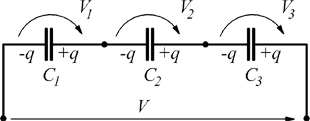 V1 V2 V3
-q +q -q +q -q +q
C1 C2 C3
V